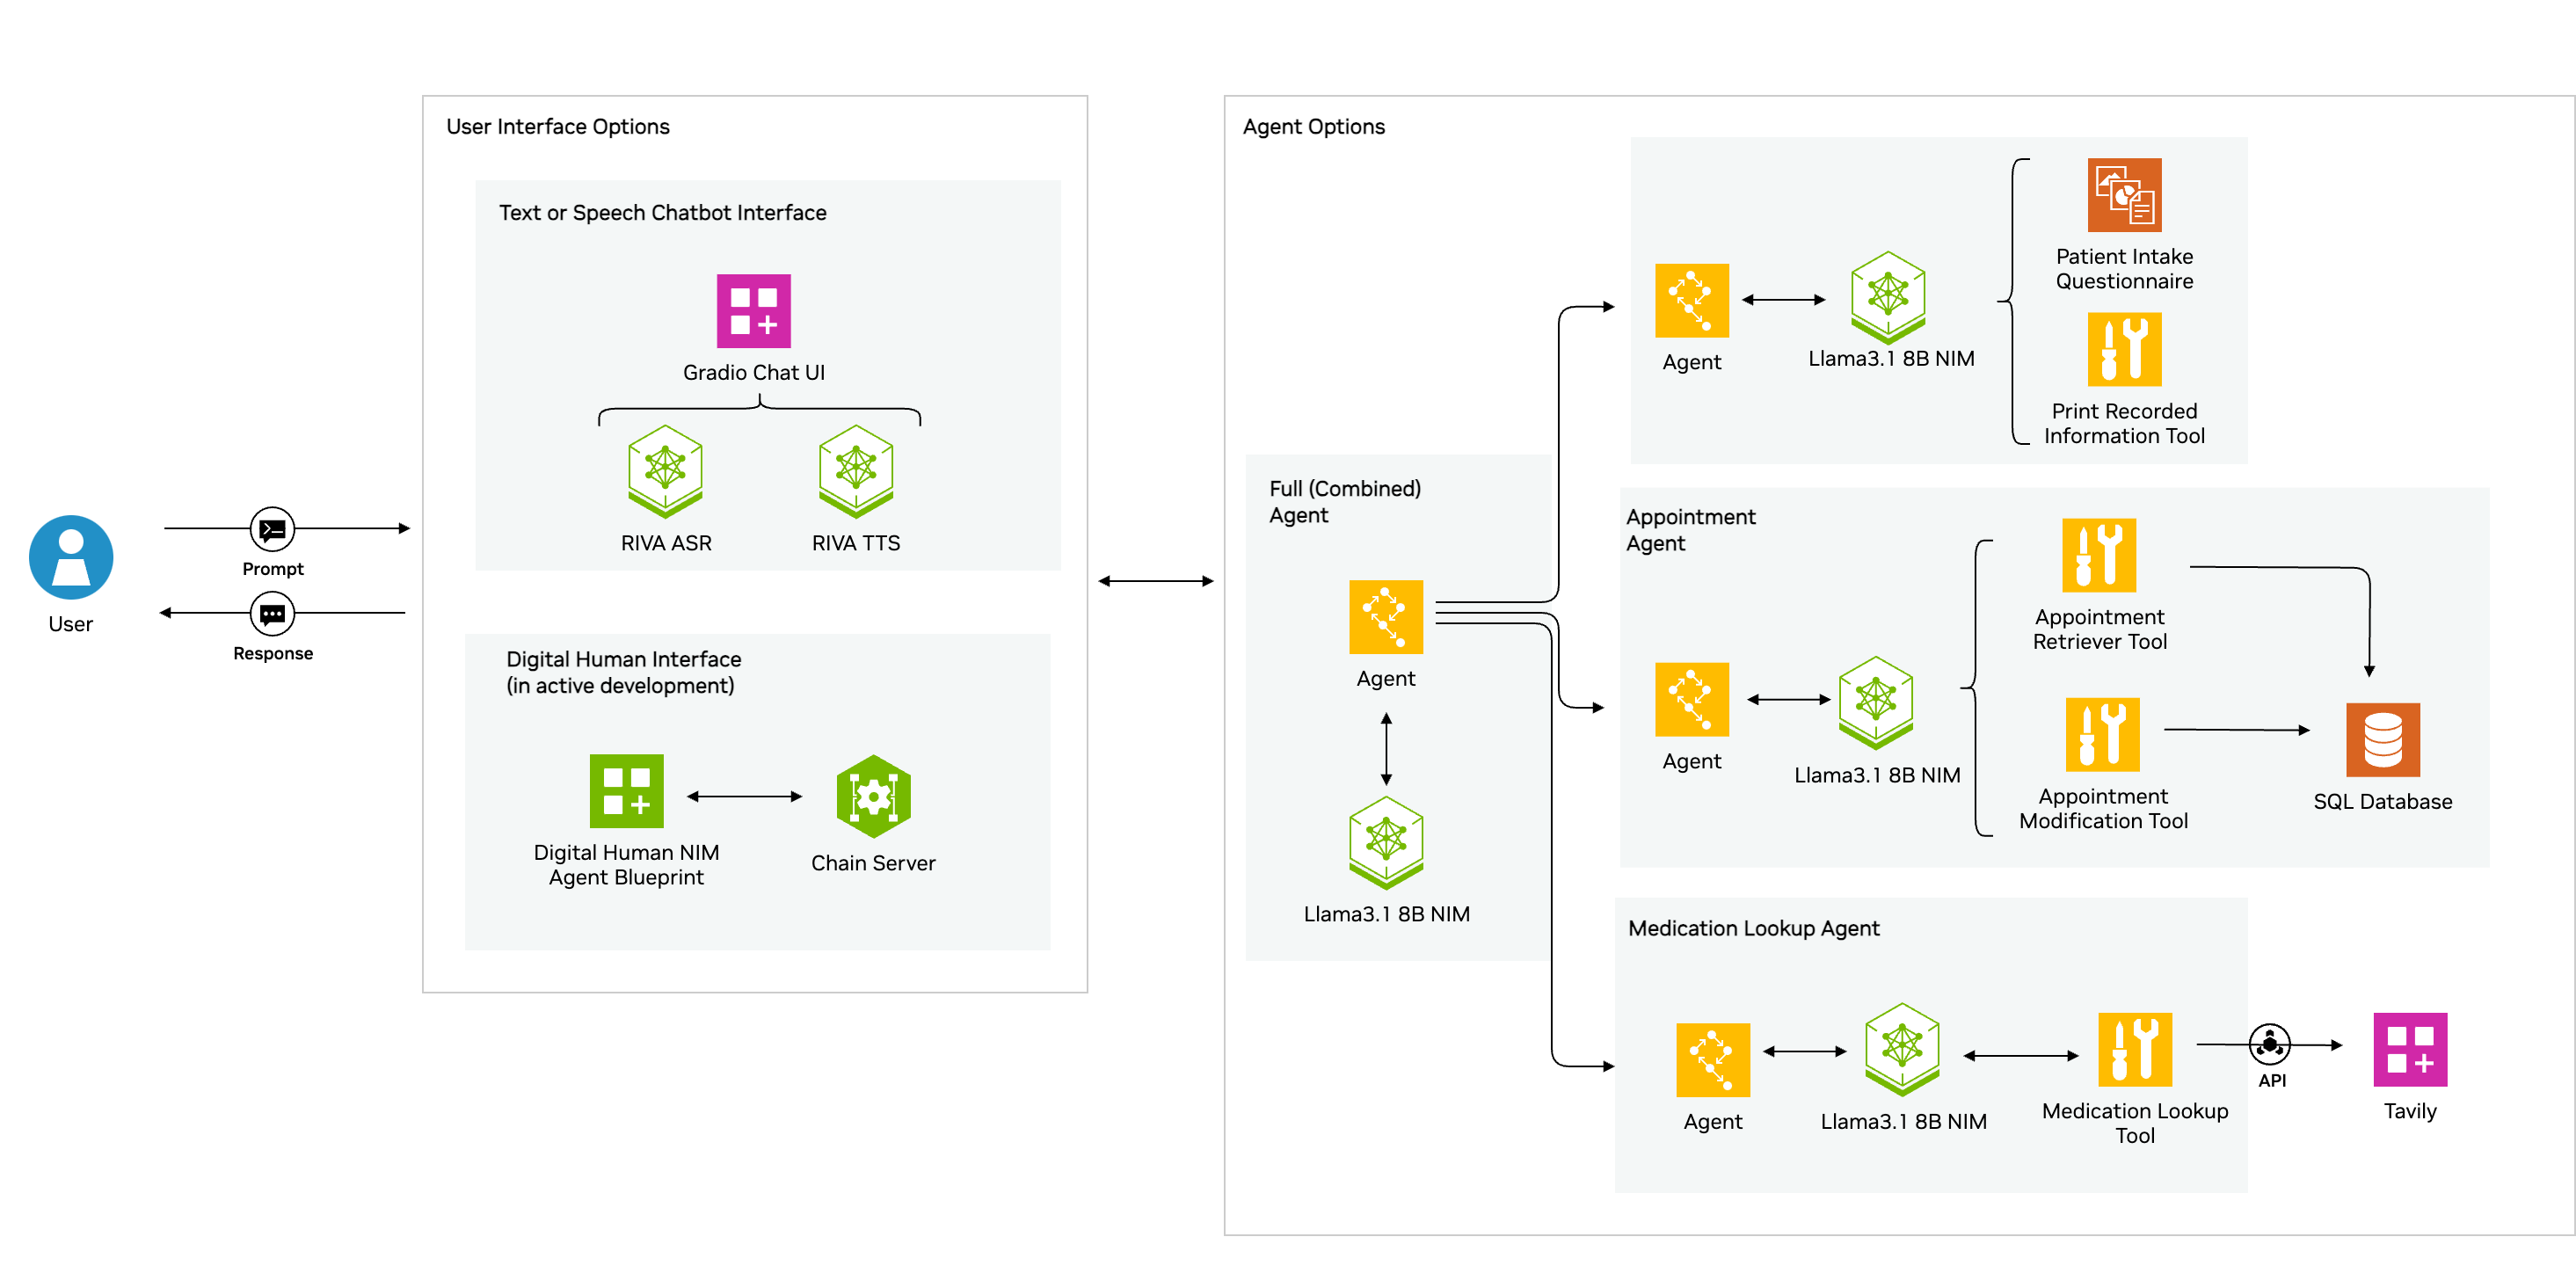 User
Prompt
Response
User Interface Options
Text or Speech Chatbot Interface
Gradio Chat UI
RIVA ASR
RIVA TTS
Digital Human Interface
(in active development)
Digital Human NIM
Agent Blueprint
Chain Server
Agent Options
Full (Combined)
Agent
Agent
Llama3.1 8B NIM
Agent
Llama3.1 8B NIM
Patient Intake
Questionnaire
Print Recorded
Information Tool
Appointment
Agent
Agent
Llama3.1 8B NIM
Appointment
Retriever Tool
Appointment
Modification Tool
SQL Database
Medication Lookup Agent
Agent
Llama3.1 8B NIM
Medication Lookup
Tool
API
Tavily